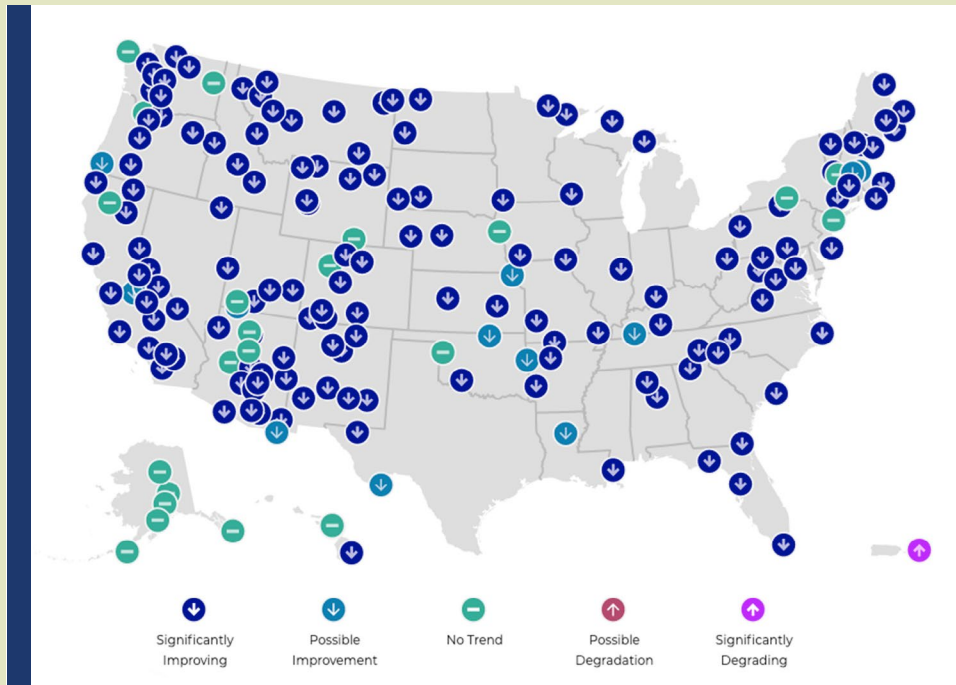 Significantly
Improving
Possible
Improvement
No Trend
Possible
Degradation
Significantly
Degrading